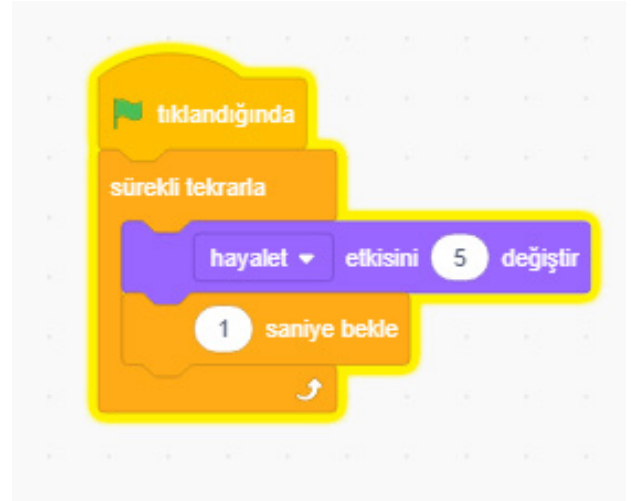 tıklandığında
sürekli tekrarla
hayalet etkisini 5 değiştir
1 saniye bekle